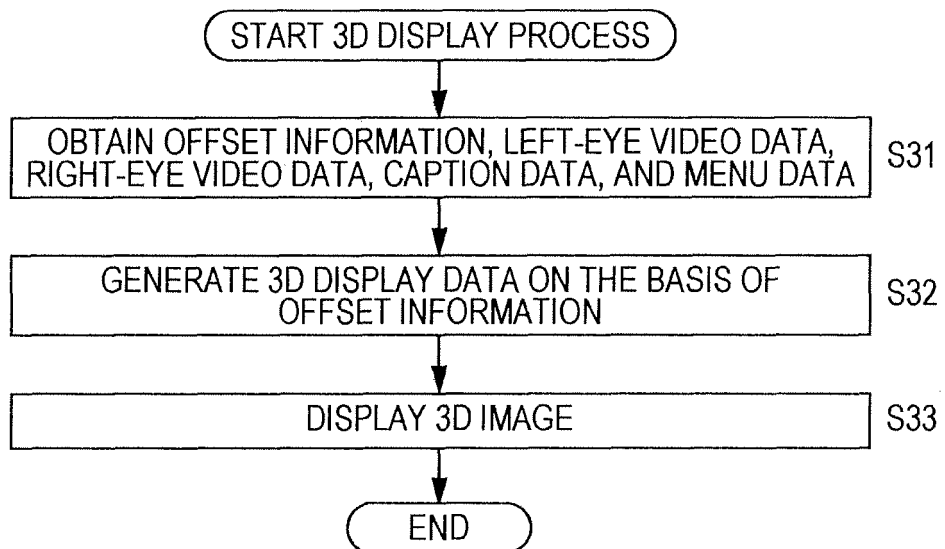 START 3D DISPLAY PROCESS
OBTAIN OFFSET INFORMATION, LEFT-EYE VIDEO DATA,
RIGHT-EYE VIDEO DATA, CAPTION DATA, AND MENU DATA
S31
GENERATE 3D DISPLAY DATA ON THE BASIS OF
OFFSET INFORMATION
S32
DISPLAY 3D IMAGE
S33
END